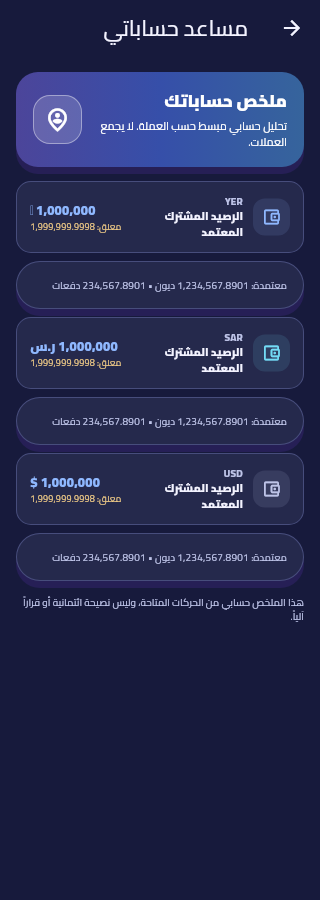 مساعد حساباتي
ملخص حساباتك
تحليل حسابي مبسط حسب العملة. لا يجمع
العملات.
YER
الرصيد المشترك
المعتمد
1,000,000
معلق: 1,999,999.9998
معتمدة: 1,234,567.8901 ديون • 234,567.8901 دفعات
SAR
الرصيد المشترك
المعتمد
1,000,000 ر.س
معلق: 1,999,999.9998
معتمدة: 1,234,567.8901 ديون • 234,567.8901 دفعات
USD
الرصيد المشترك
المعتمد
$ 1,000,000
معلق: 1,999,999.9998
معتمدة: 1,234,567.8901 ديون • 234,567.8901 دفعات
هذا الملخص حسابي من الحركات المتاحة، وليس نصيحة ائتمانية أو قراراً
آلياً.